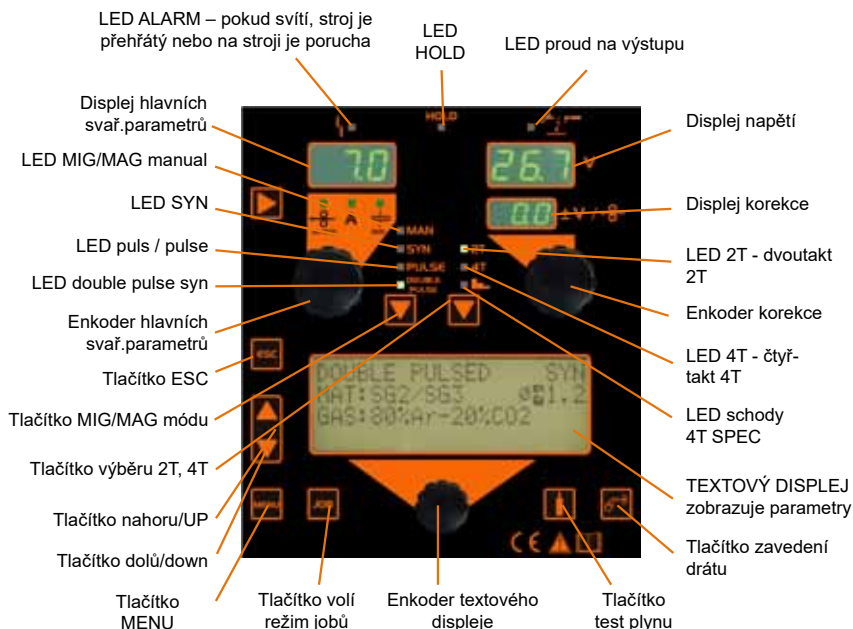 LED ALARM – pokud svítí, stroj je
přehřátý nebo na stroji je porucha
LED
HOLD
LED proud na výstupu
Displej hlavních
svař.parametrů
LED MIG/MAG manual
LED SYN
LED puls / pulse
LED double pulse syn
Enkoder hlavních
svař.parametrů
Tlačítko ESC
Tlačítko MIG/MAG módu
Tlačítko výběru 2T, 4T
Tlačítko nahoru/UP
Tlačítko dolů/down
Tlačítko
MENU
Tlačítko volí
režim jobů
Enkoder textového
displeje
Tlačítko
test plynu
Displej napětí
Displej korekce
LED 2T - dvoutakt
2T
Enkoder korekce
LED 4T - čtyř-
takt 4T
LED schody
4T SPEC
TEXTOVÝ DISPLEJ
zobrazuje parametry
Tlačítko zavedení
drátu
HOLD
7.0
26.7 V
A
0.0 ±V
MAN
SYN
PULSE
DOUBLE
PULSE
2T
4T
esc
DOUBLE PULSED SYN
MAT:SG2/SG3 1.2
GAS:80%Ar-20%CO2
MENU
JOB
CE